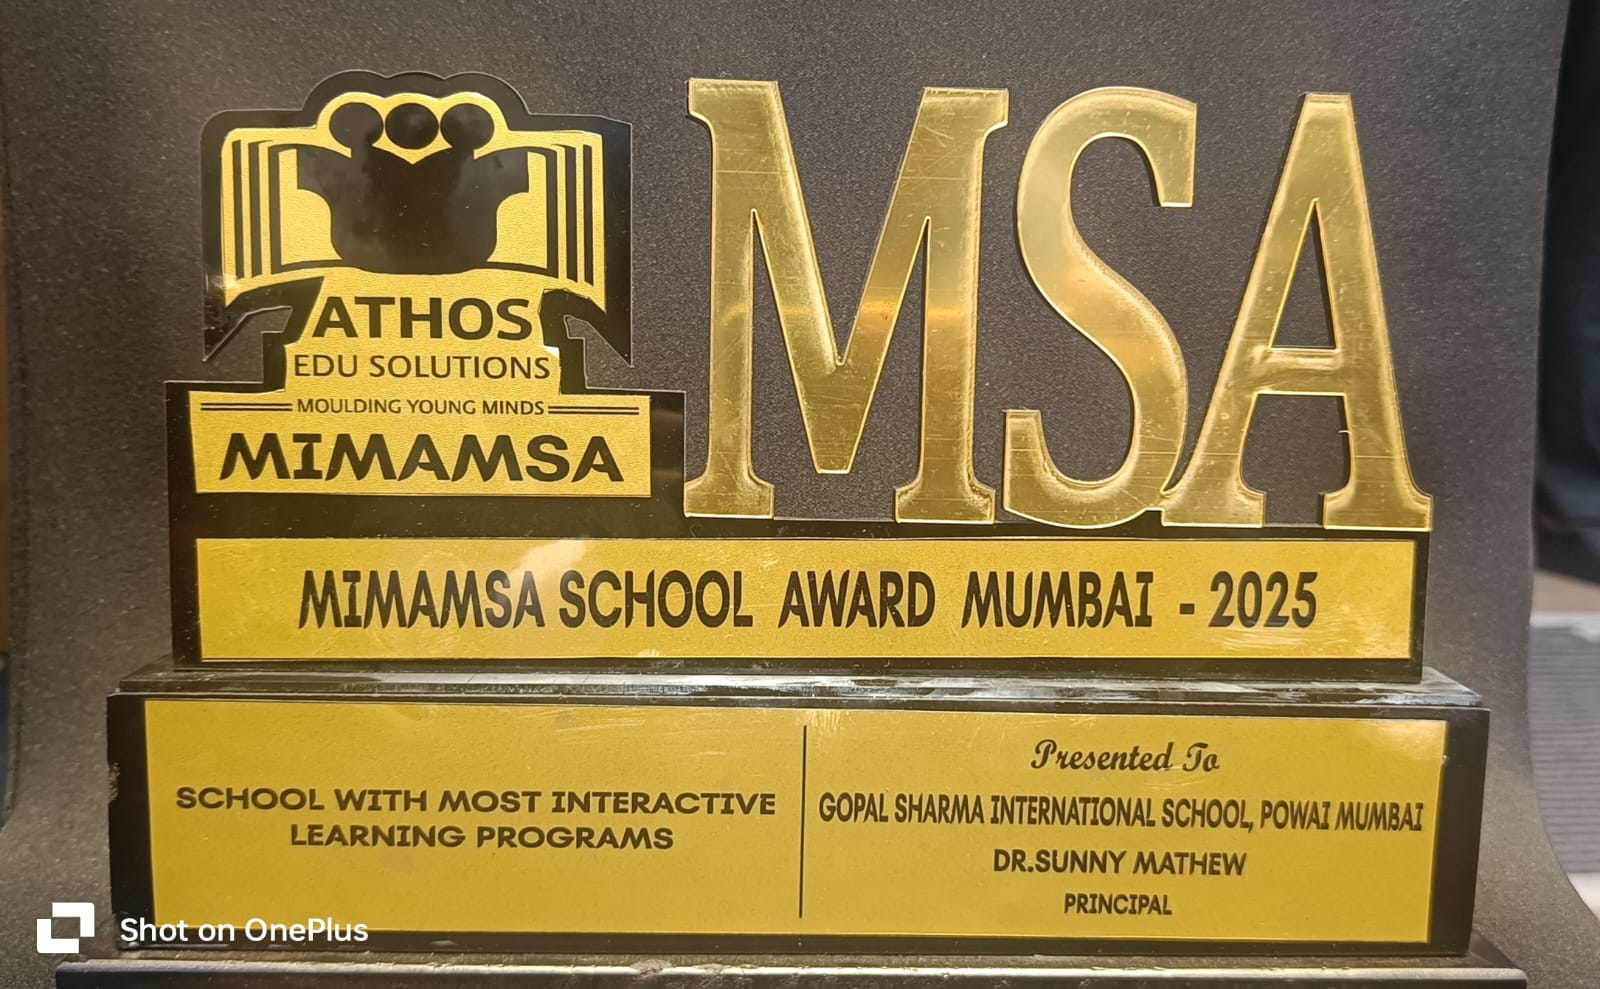 ATHOS
EDU SOLUTIONS
MOULDING YOUNG MINDS
MIMAMSA
MSA
MIMAMSA SCHOOL AWARD MUMBAI - 2025
SCHOOL WITH MOST INTERACTIVE
LEARNING PROGRAMS
Presented To
GOPAL SHARMA INTERNATIONAL SCHOOL, POWAI MUMBAI
DR.SUNNY MATHEW
PRINCIPAL
Shot on OnePlus